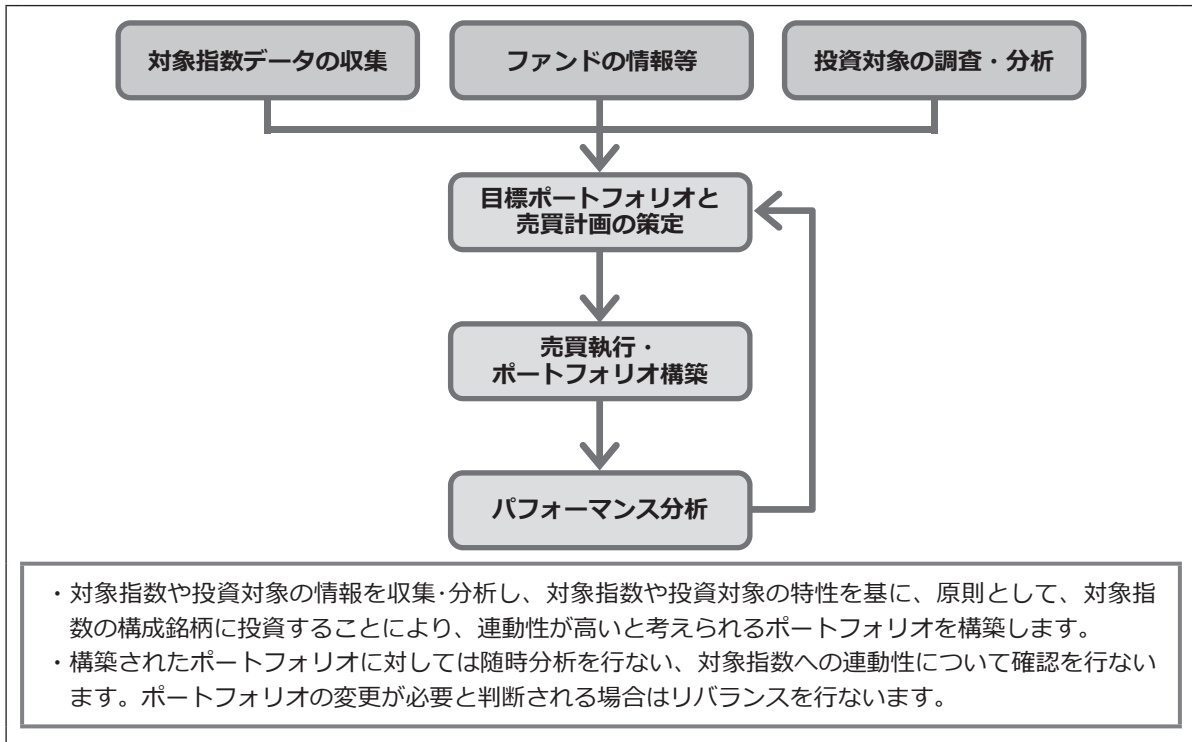 対象指数データの収集
ファンドの情報等
投資対象の調査・分析
目標ポートフォリオと
売買計画の策定
売買執行・
ポートフォリオ構築
パフォーマンス分析
・対象指数や投資対象の情報を収集･分析し、対象指数や投資対象の特性を基に、原則として、対象指
数の構成銘柄に投資することにより、連動性が高いと考えられるポートフォリオを構築します。
・構築されたポートフォリオに対しては随時分析を行ない、対象指数への連動性について確認を行ない
ます。ポートフォリオの変更が必要と判断される場合はリバランスを行ないます。